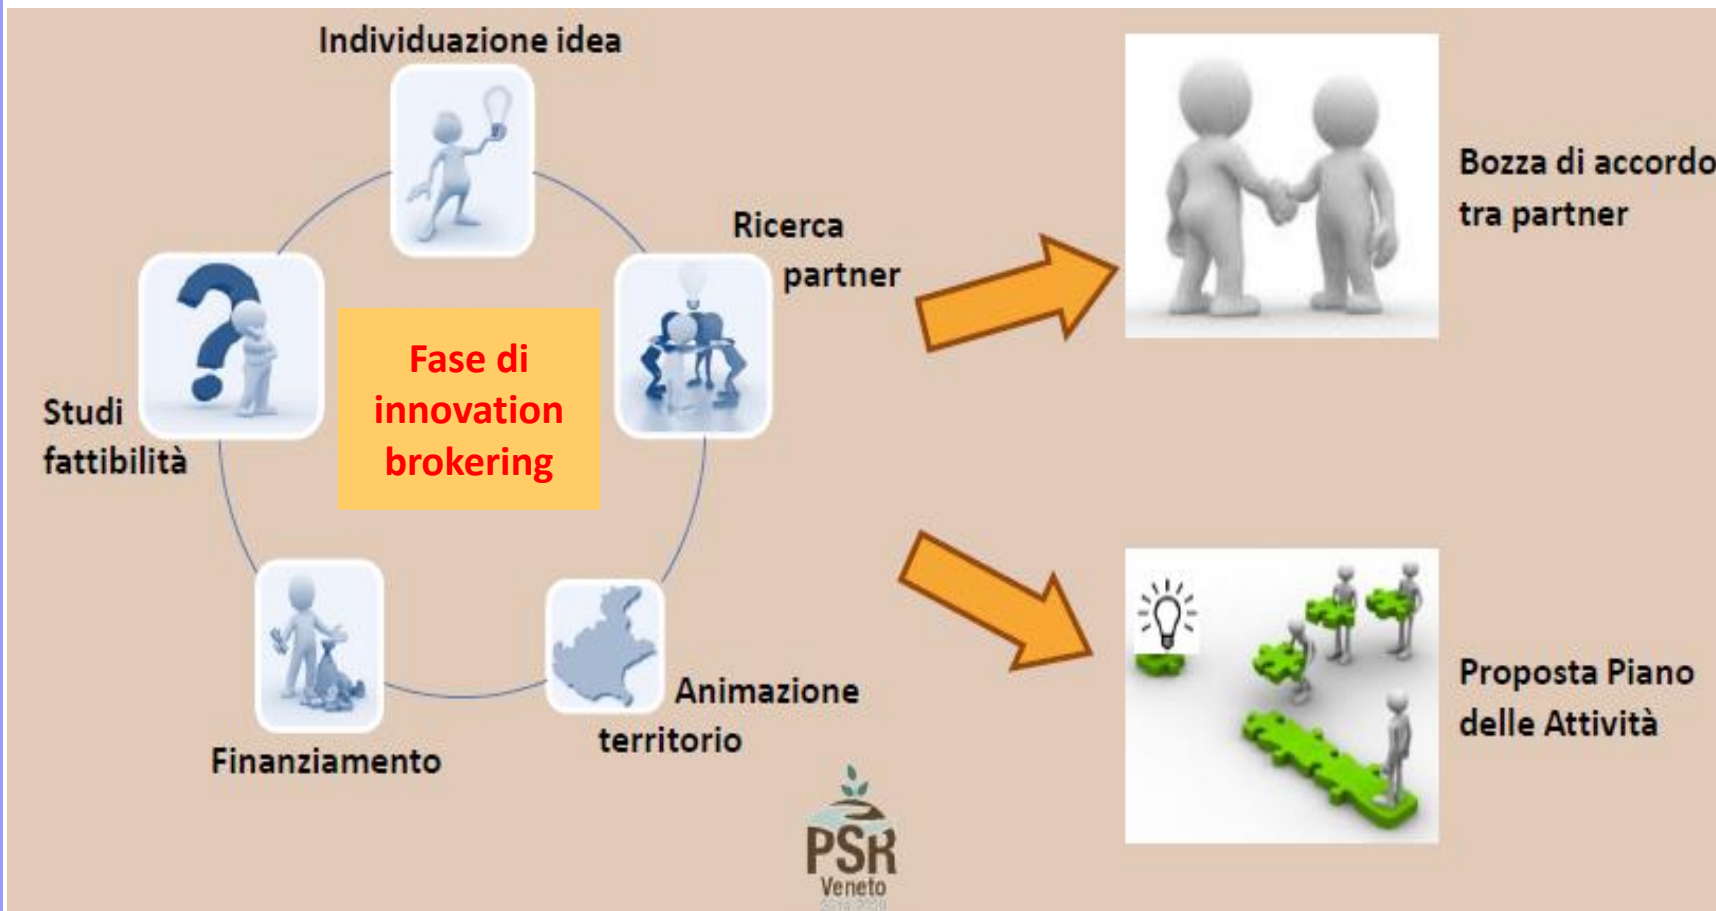 Individuazione idea
Ricerca
partner
Bozza di accordo
tra partner
Fase di
innovation
brokering
Studi
fattibilità
Animazione
territorio
Finanziamento
Proposta Piano
delle Attività
PSR
Veneto